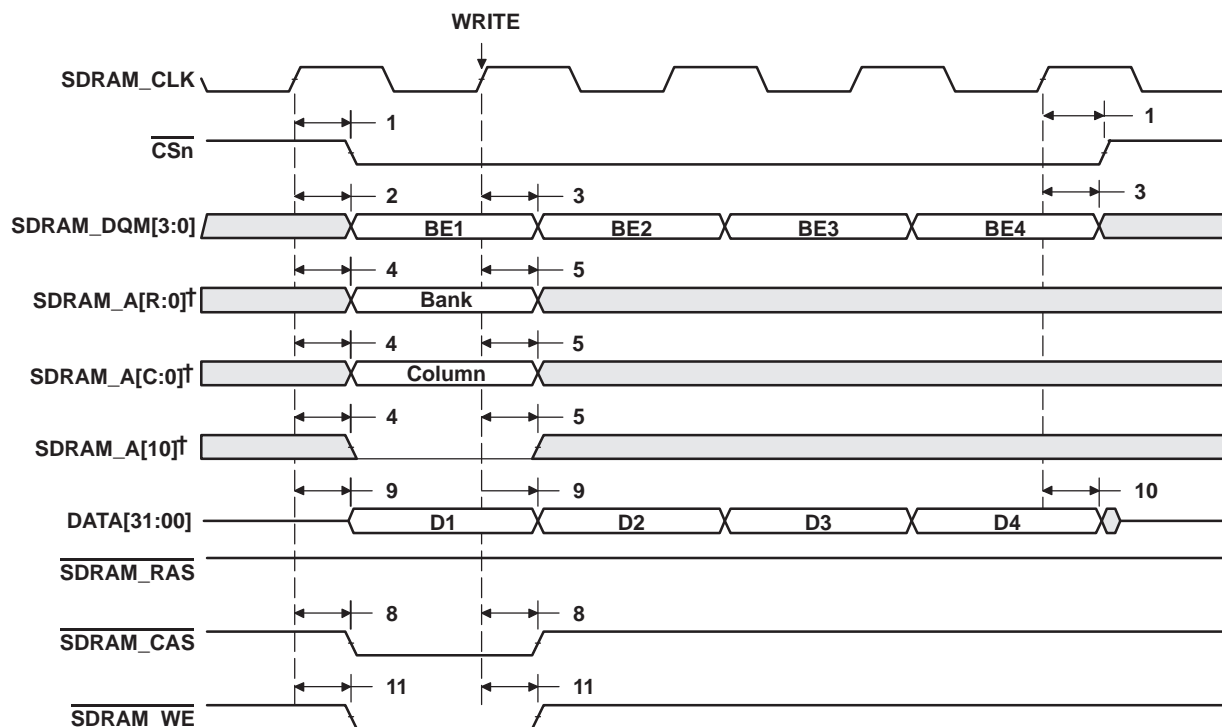 WRITE
SDRAM_CLK
1 1
CSn
2 3 3
SDRAM_DQM[3:0] BE1 BE2 BE3 BE4
4 5
SDRAM_A[R:0]† Bank
4 5
SDRAM_A[C:0]† Column
4 5
SDRAM_A[10]†
9 9 10
DATA[31:00] D1 D2 D3 D4
SDRAM_RAS
8 8
SDRAM_CAS
11 11
SDRAM_WE